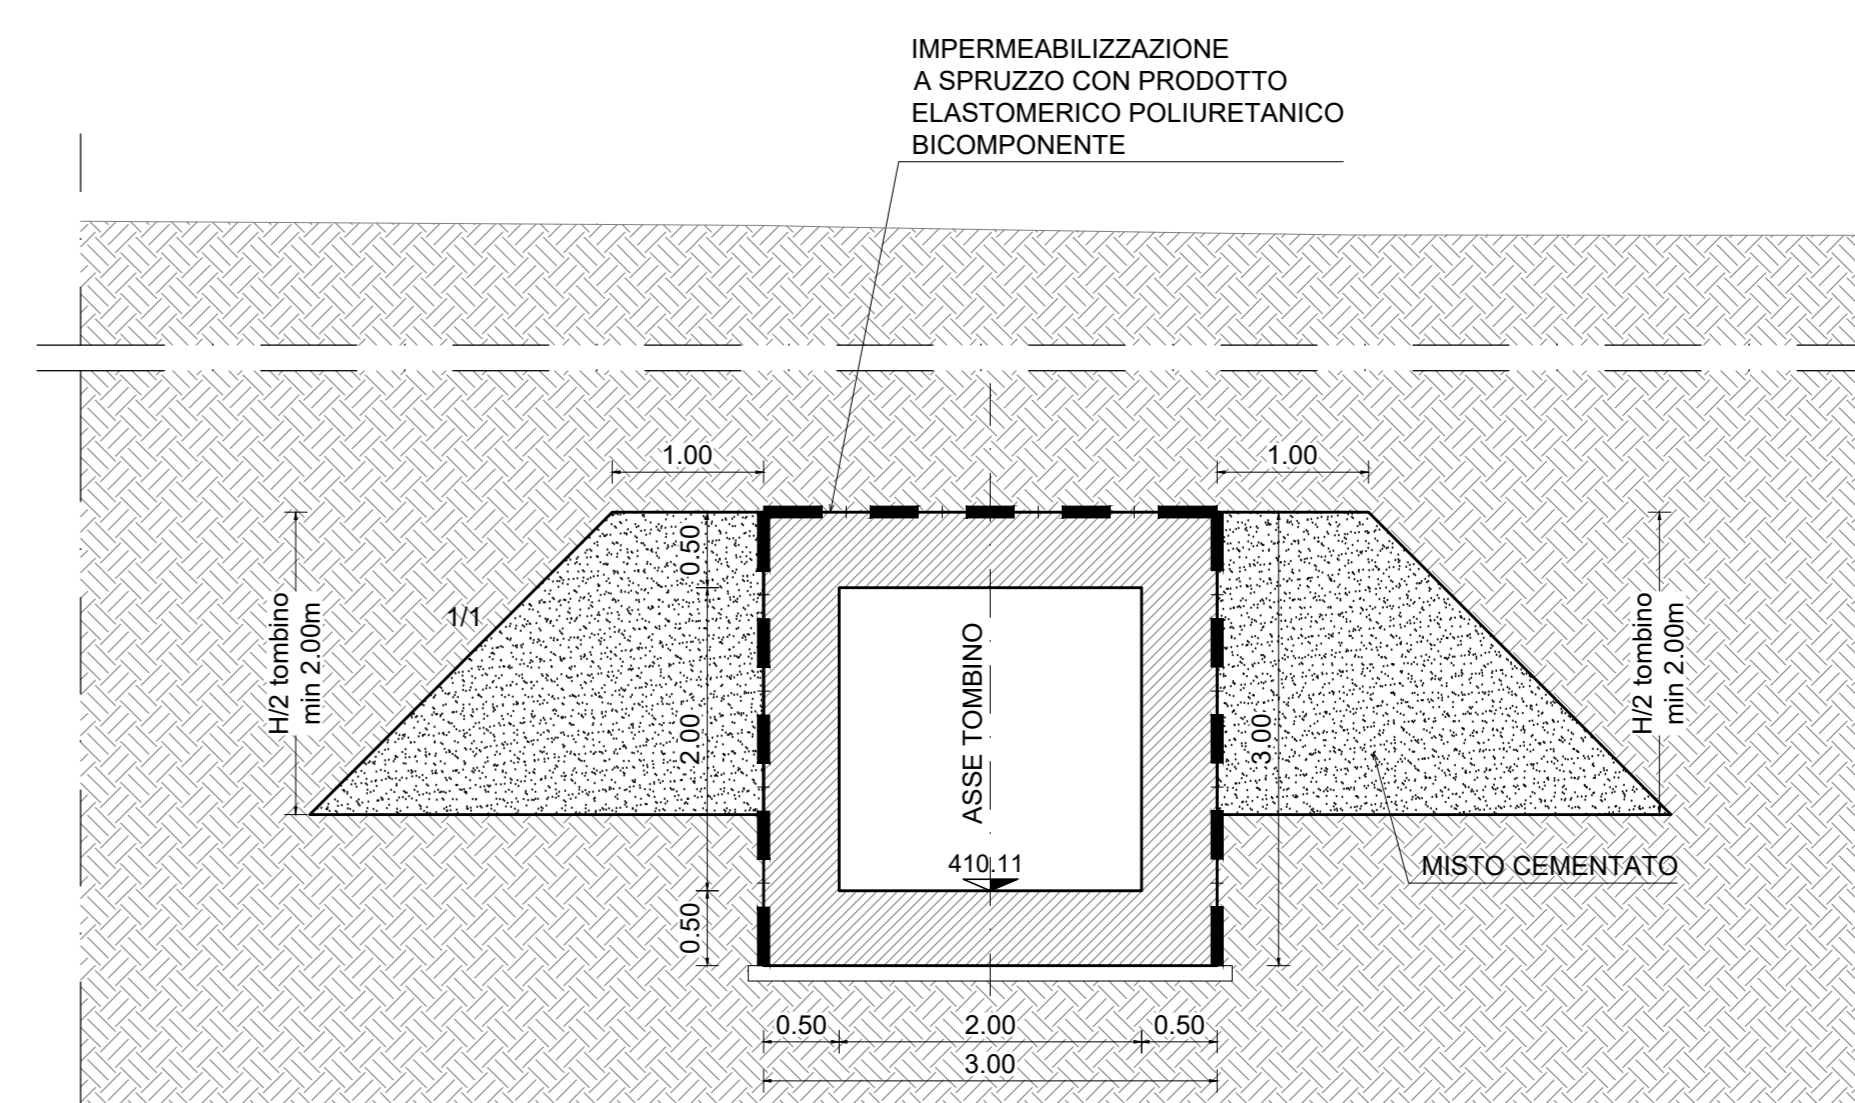 IMPERMEABILIZZAZIONE
A SPRUZZO CON PRODOTTO
ELASTOMERICO POLIURETANICO
BICOMPONENTE
1.00
1.00
0.50
H/2 tombino
min 2.00m
1/1
2.00
ASSE TOMBINO
3.00
H/2 tombino
min 2.00m
410.11
MISTO CEMENTATO
0.50
0.50
2.00
0.50
3.00